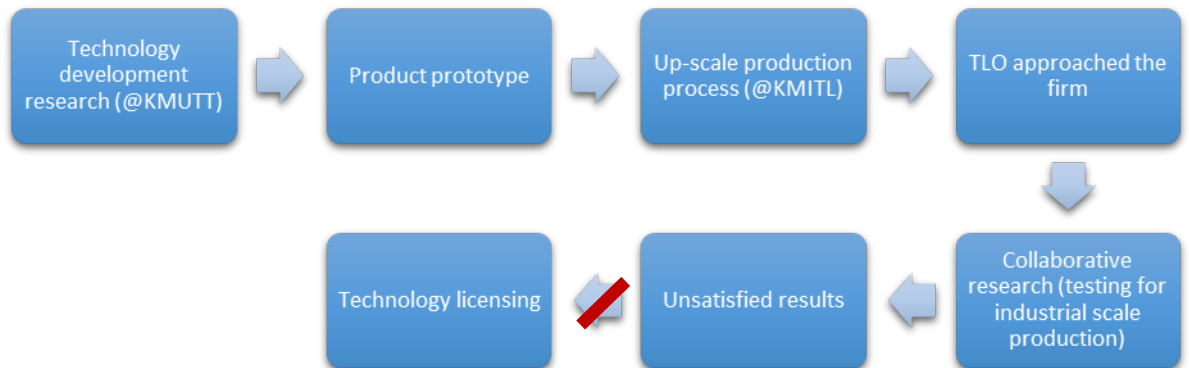 Technology
development
research (@KMUTT)
Product prototype
Up-scale production
process (@KMITL)
TLO approached the
firm
Collaborative
research (testing for
industrial scale
production)
Unsatisfied results
Technology licensing